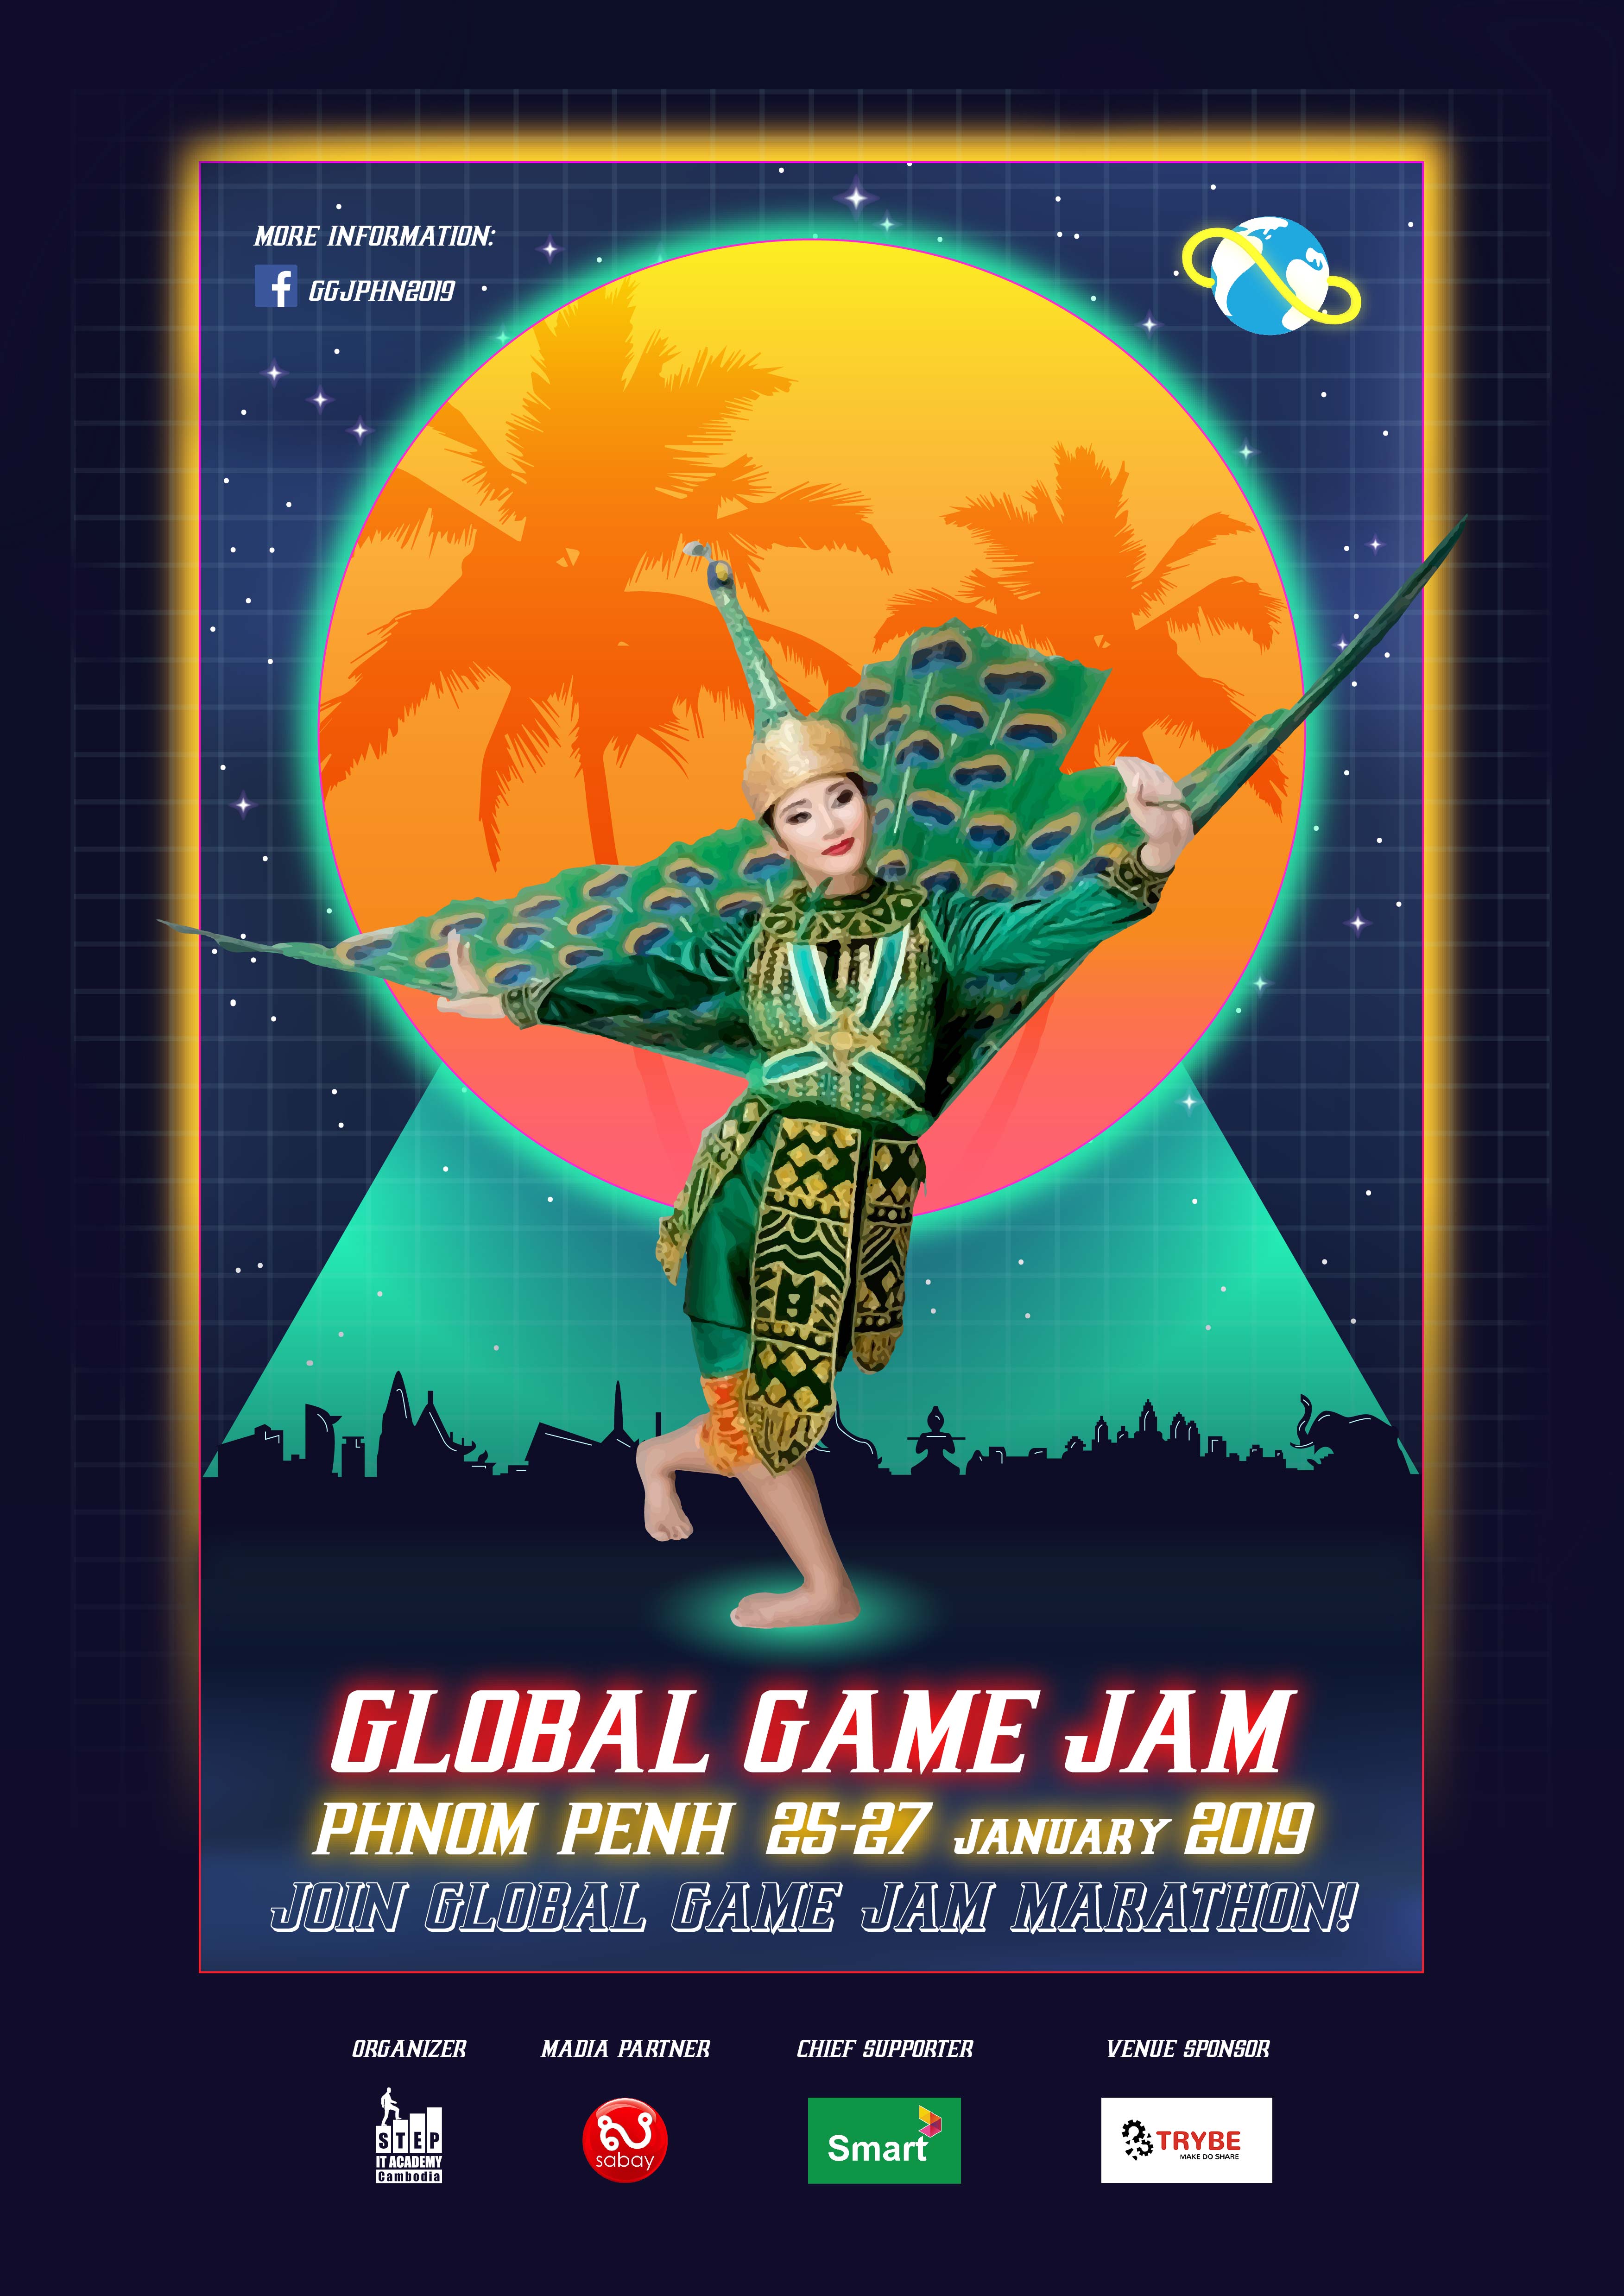 MORE INFORMATION:
f GGJPHN2019
GLOBAL GAME JAM
PHNOM PENH 25-27 JANUARY 2019
JOIN GLOBAL GAME JAM MARATHON!
ORGANIZER
STEP
IT ACADEMY
Cambodia
MADIA PARTNER
sabay
CHIEF SUPPORTER
Smart
VENUE SPONSOR
TRYBE
MAKE DO SHARE